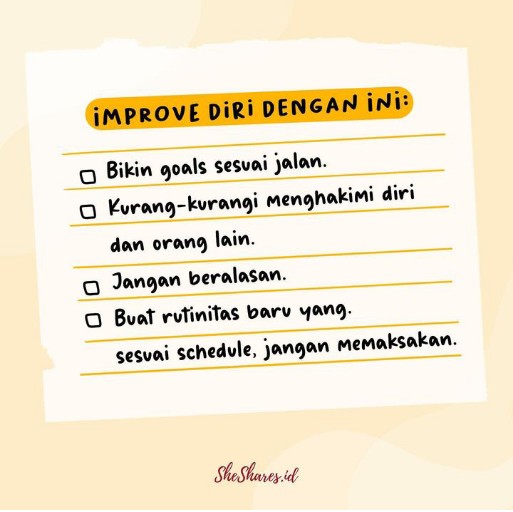 iMPROVE DiRi DENGAN iNi:
Bikin goals sesuai jalan.
Kurang-kurangi menghakimi diri
dan orang lain.
Jangan beralasan.
Buat rutinitas baru yang.
sesuai schedule, jangan memaksakan.
SheShares.id